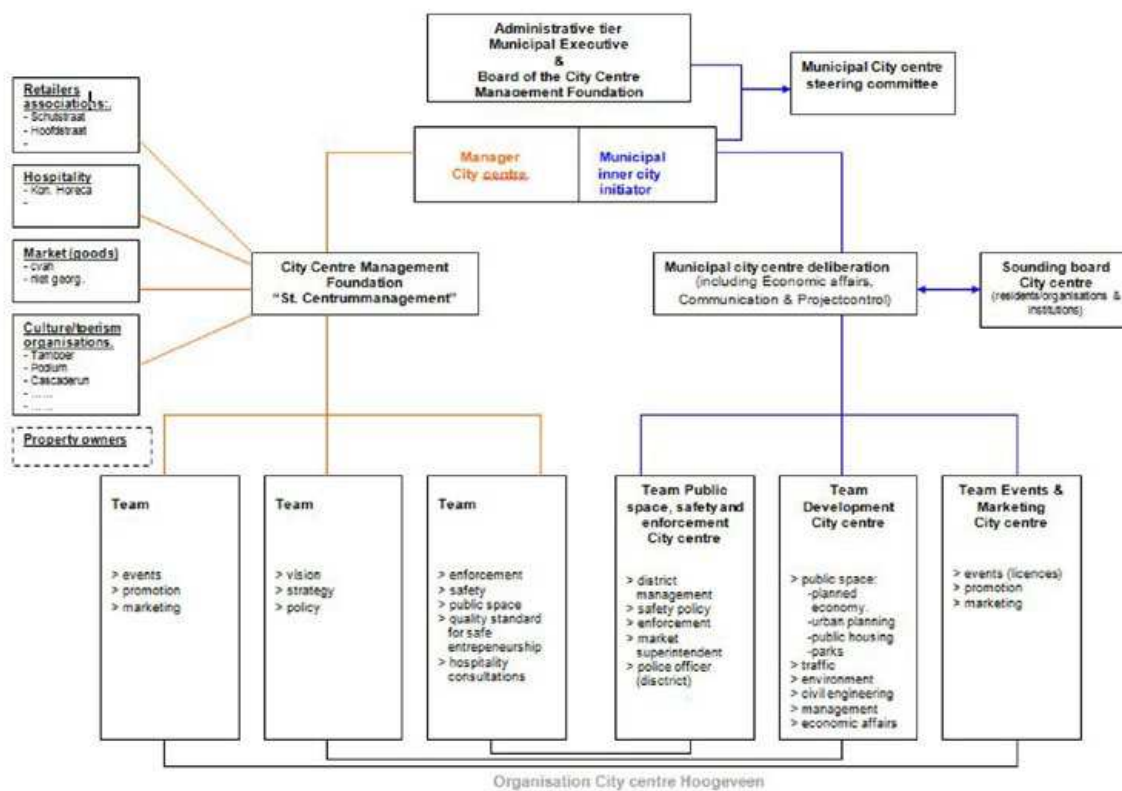 Administrative tier
Municipal Executive
&
Board of the City Centre
Management Foundation
Municipal City centre
steering committee
Retailers
associations:.
- Schutstraat
- Hoofdstraat
-
Manager
City centre.
Municipal
inner city
initiator
Hospitality
- Kon. Horeca
-
Market (goods)
- cvah
- niet georg.
City Centre Management
Foundation
"St. Centrummanagement"
Municipal city centre deliberation
(including Economic affairs,
Communication & Projectcontrol)
Sounding board
City centre
(residents/organisations &
institutions)
Culture/toerism
organisations.
- Tamboer
- Podium
- Cascaderun
- ......
- ......
Property owners
Team
> events
> promotion
> marketing
Team
> vision
> strategy
> policy
Team
> enforcement
> safety
> public space
> quality standard
for safe
entrepeneurship
> hospitality
consultations
Team Public
space, safety and
enforcement
City centre
> district
management
> safety policy
> enforcement
> market
superintendent
> police officer
(disctrict)
Team
Development
City centre
> public space:
-planned
economy.
-urban planning
-public housing
-parks
> traffic
> environment
> civil engineering
> management
> economic affairs
Team Events &
Marketing
City centre
> events (licences)
> promotion
> marketing
Organisation City centre Hoogeveen